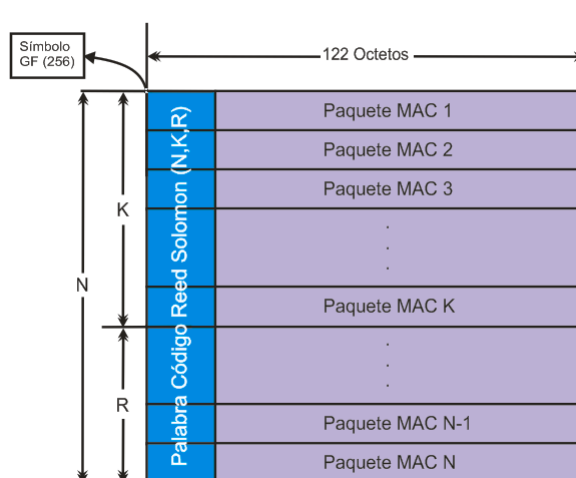 Símbolo
GF (256)
122 Octetos
Paquete MAC 1
Paquete MAC 2
Paquete MAC 3
.
.
.
K
Palabra Código Reed Solomon (N,K,R)
N
Paquete MAC K
.
.
.
R
Paquete MAC N-1
Paquete MAC N